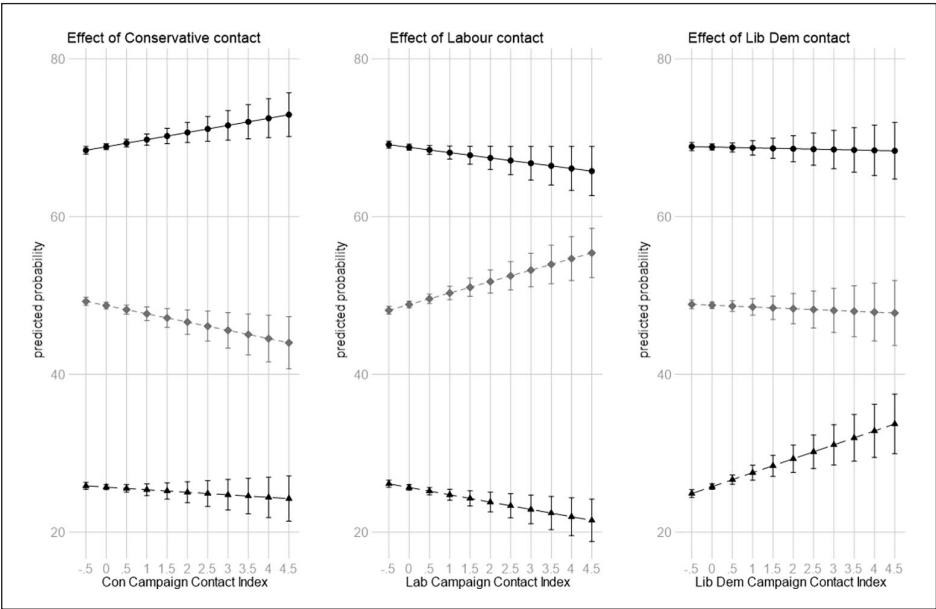 Effect of Conservative contact
80
60
40
20
predicted probability
-.5 0 .5 1 1.5 2 2.5 3 3.5 4 4.5
Con Campaign Contact Index
Effect of Labour contact
80
60
40
20
predicted probability
-.5 0 .5 1 1.5 2 2.5 3 3.5 4 4.5
Lab Campaign Contact Index
Effect of Lib Dem contact
80
60
40
20
predicted probability
-.5 0 .5 1 1.5 2 2.5 3 3.5 4 4.5
Lib Dem Campaign Contact Index